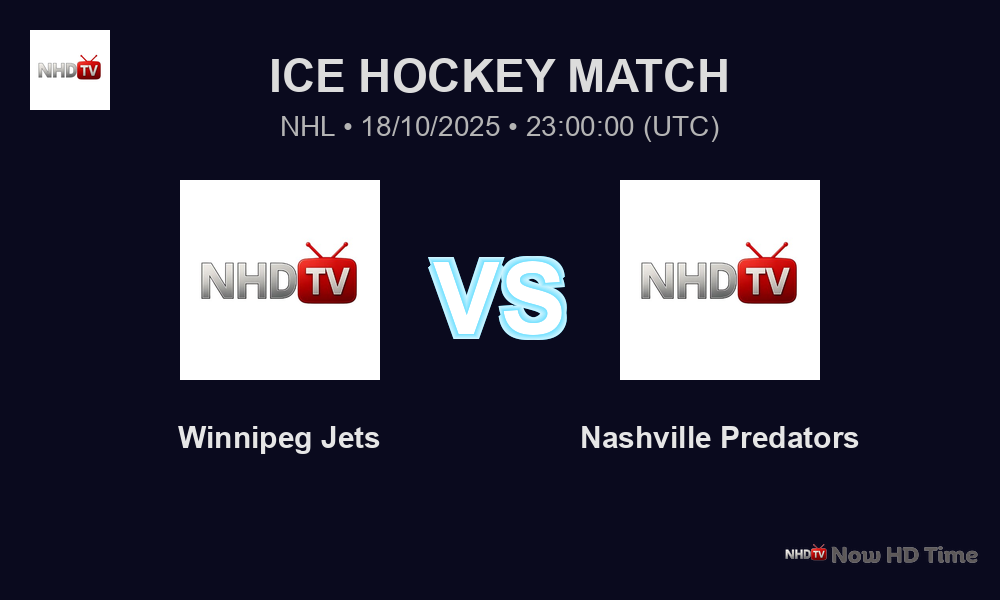 NHDTV
ICE HOCKEY MATCH
NHL • 18/10/2025 • 23:00:00 (UTC)
NHDTV
VS
NHDTV
Winnipeg Jets
Nashville Predators
NHDTV Now HD Time